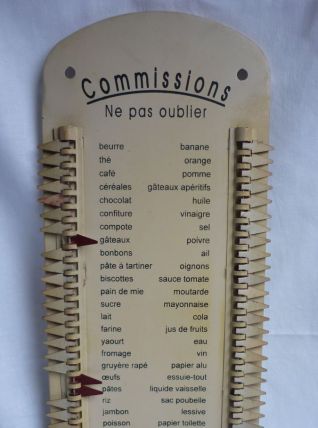 Commissions
Ne pas oublier
beurre banane
thé orange
café pomme
céréales gâteaux apéritifs
chocolat huile
confiture vinaigre
compote sel
gâteaux poivre
bonbons ail
pâte à tartiner oignons
biscottes sauce tomate
pain de mie moutarde
sucre mayonnaise
lait cola
farine jus de fruits
yaourt eau
fromage vin
gruyère rapé papier alu
œufs essuie-tout
pâtes liquide vaisselle
riz sac poubelle
jambon lessive
poisson papier toilette